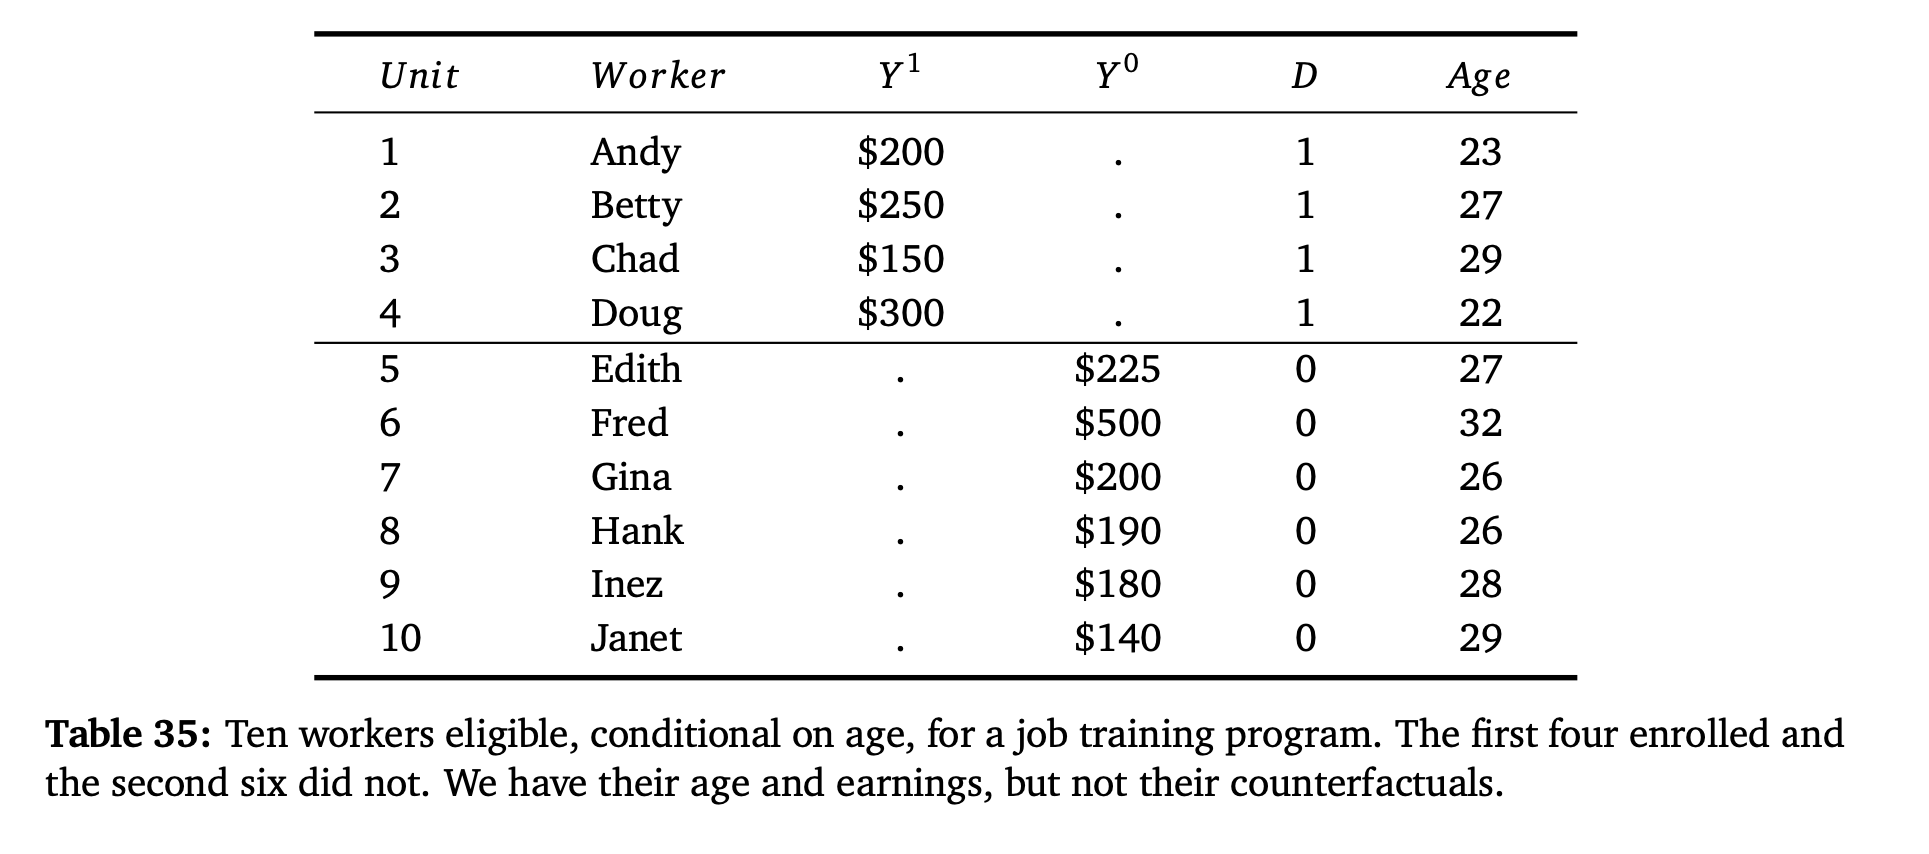 Unit Worker Y¹ Y⁰ D Age
1 Andy $200 . 1 23
2 Betty $250 . 1 27
3 Chad $150 . 1 29
4 Doug $300 . 1 22
5 Edith . $225 0 27
6 Fred . $500 0 32
7 Gina . $200 0 26
8 Hank . $190 0 26
9 Inez . $180 0 28
10 Janet . $140 0 29
Table 35: Ten workers eligible, conditional on age, for a job training program. The first four enrolled and
the second six did not. We have their age and earnings, but not their counterfactuals.